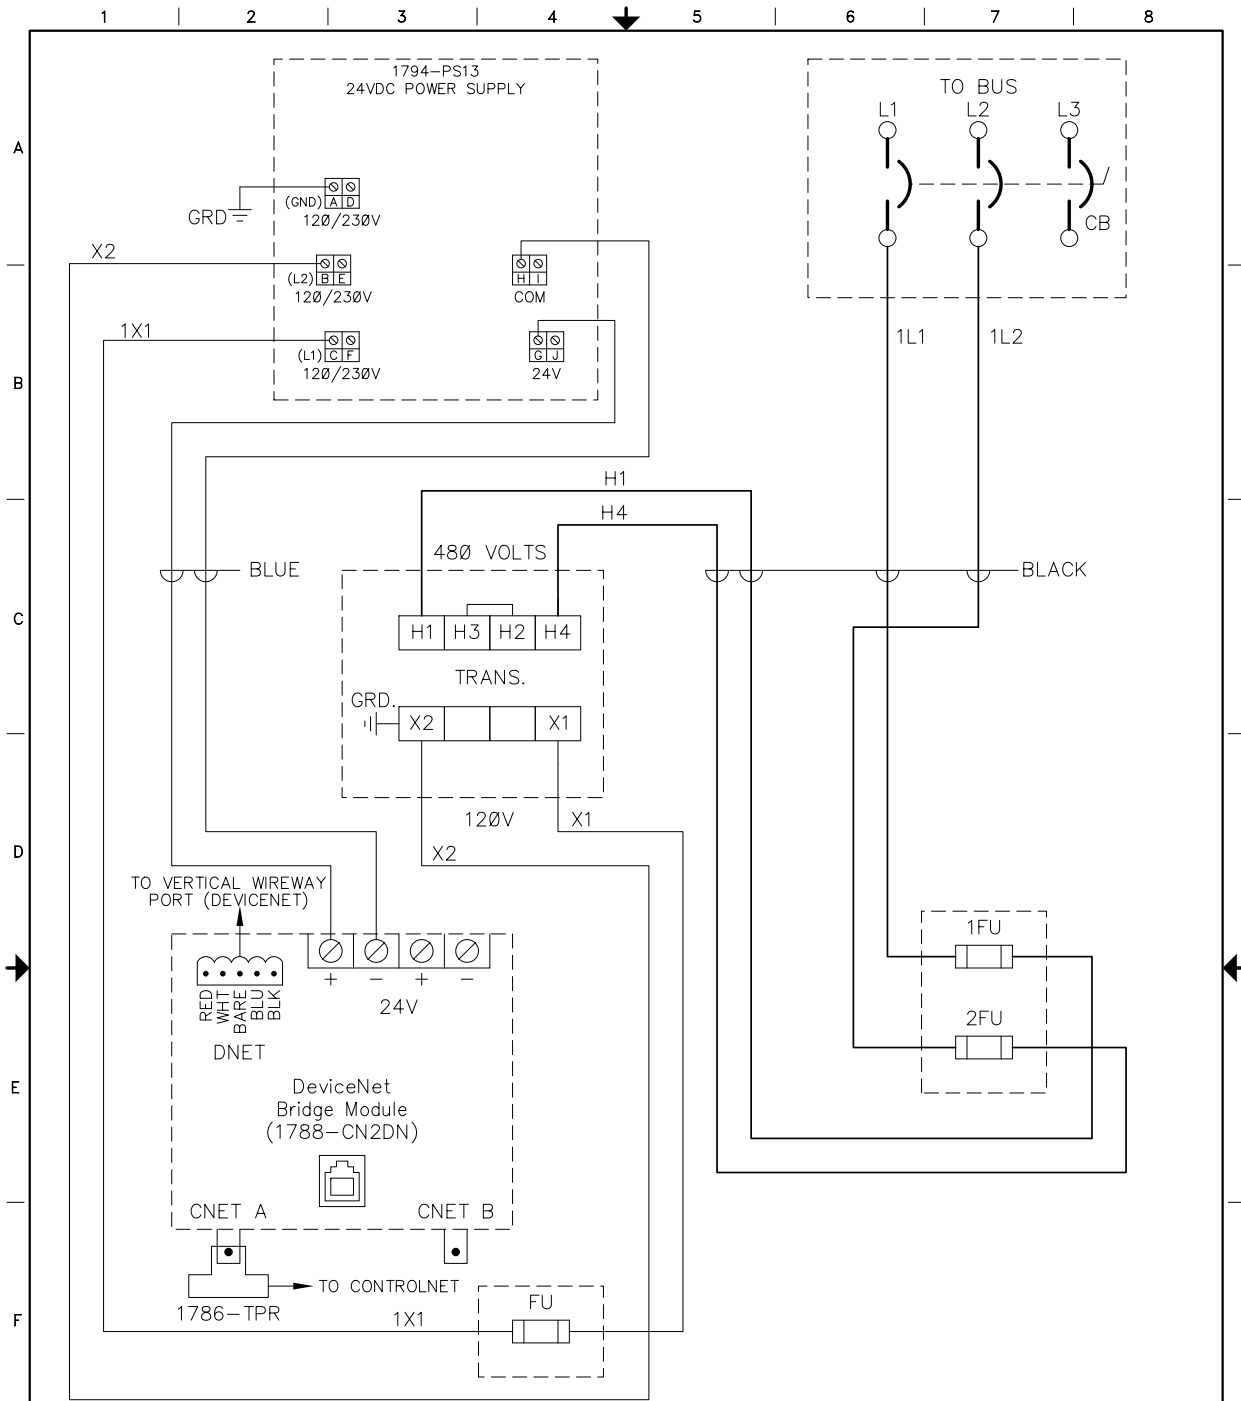 1 2 3 4 5 6 7 8
A
1794-PS13
24VDC POWER SUPPLY
TO BUS
L1 L2 L3
(GND) A D
GRD
120/230V
CB
X2
(L2) B E
120/230V
H I
COM
1X1
(L1) C F
120/230V
G J
24V
1L1 1L2
B
H1
H4
480 VOLTS
BLUE
BLACK
C
H1 H3 H2 H4
TRANS.
GRD.
X2 X1
120V X1
D
X2
TO VERTICAL WIREWAY
PORT (DEVICENET)
1FU
+ - + -
24V
RED
WHT
BARE
BLU
BLK
2FU
DNET
E
DeviceNet
Bridge Module
(1788-CN2DN)
CNET A CNET B
TO CONTROLNET
1786-TPR
FU
1X1
F